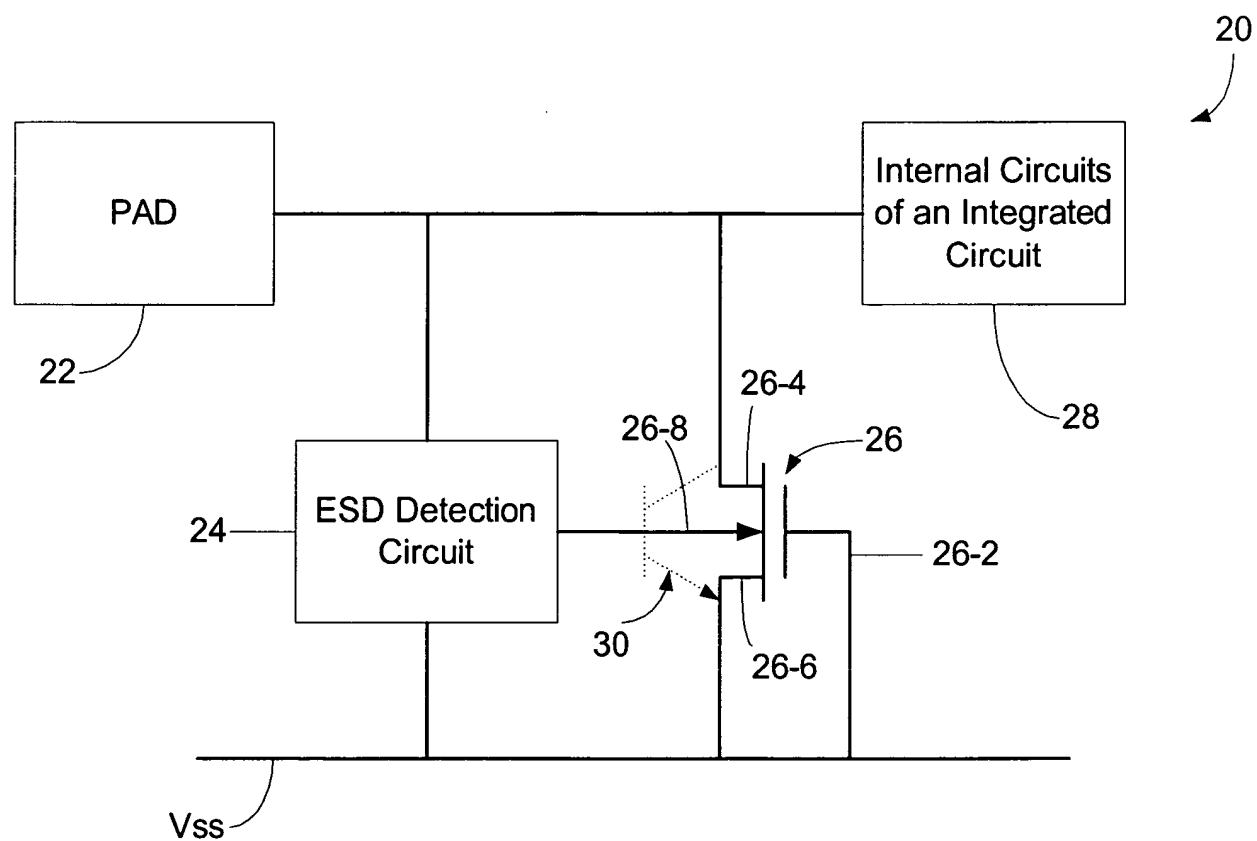 20
PAD
Internal Circuits
of an Integrated
Circuit
22
28
26-4
26-8
26
24
ESD Detection
Circuit
26-2
30
26-6
Vss